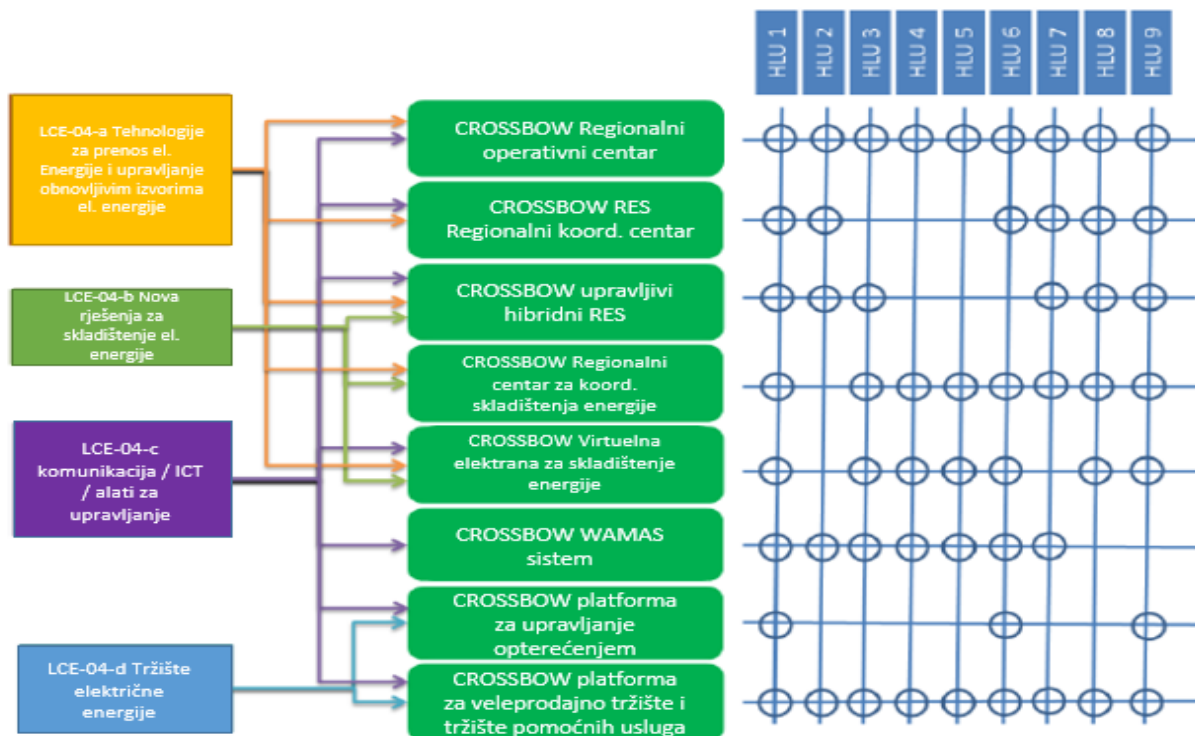 HLU 1
HLU 2
HLU 3
HLU 4
HLU 5
HLU 6
HLU 7
HLU 8
HLU 9
LCE-04-a Tehnologije
za prenos el.
Energije i upravljanje
obnovljivim izvorima
el. energije
LCE-04-b Nova
rješenja za
skladištenje el.
energije
LCE-04-c
komunikacija / ICT
/ alati za
upravljanje
LCE-04-d Tržište
električne
energije
CROSSBOW Regionalni
operativni centar
CROSSBOW RES
Regionalni koord. centar
CROSSBOW upravljivi
hibridni RES
CROSSBOW Regionalni
centar za koord.
skladištenja energije
CROSSBOW Virtuelna
elektrana za skladištenje
energije
CROSSBOW WAMAS
sistem
CROSSBOW platforma
za upravljanje
opterećenjem
CROSSBOW platforma
za veleprodajno tržište i
tržište pomoćnih usluga